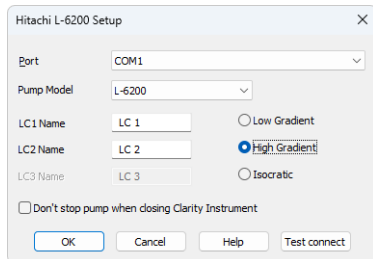 Hitachi L-6200 Setup
Port COM1
Pump Model L-6200
LC1 Name LC 1 Low Gradient
LC2 Name LC 2 High Gradient
LC3 Name LC 3 Isocratic
Don't stop pump when closing Clarity Instrument
OK Cancel Help Test connect